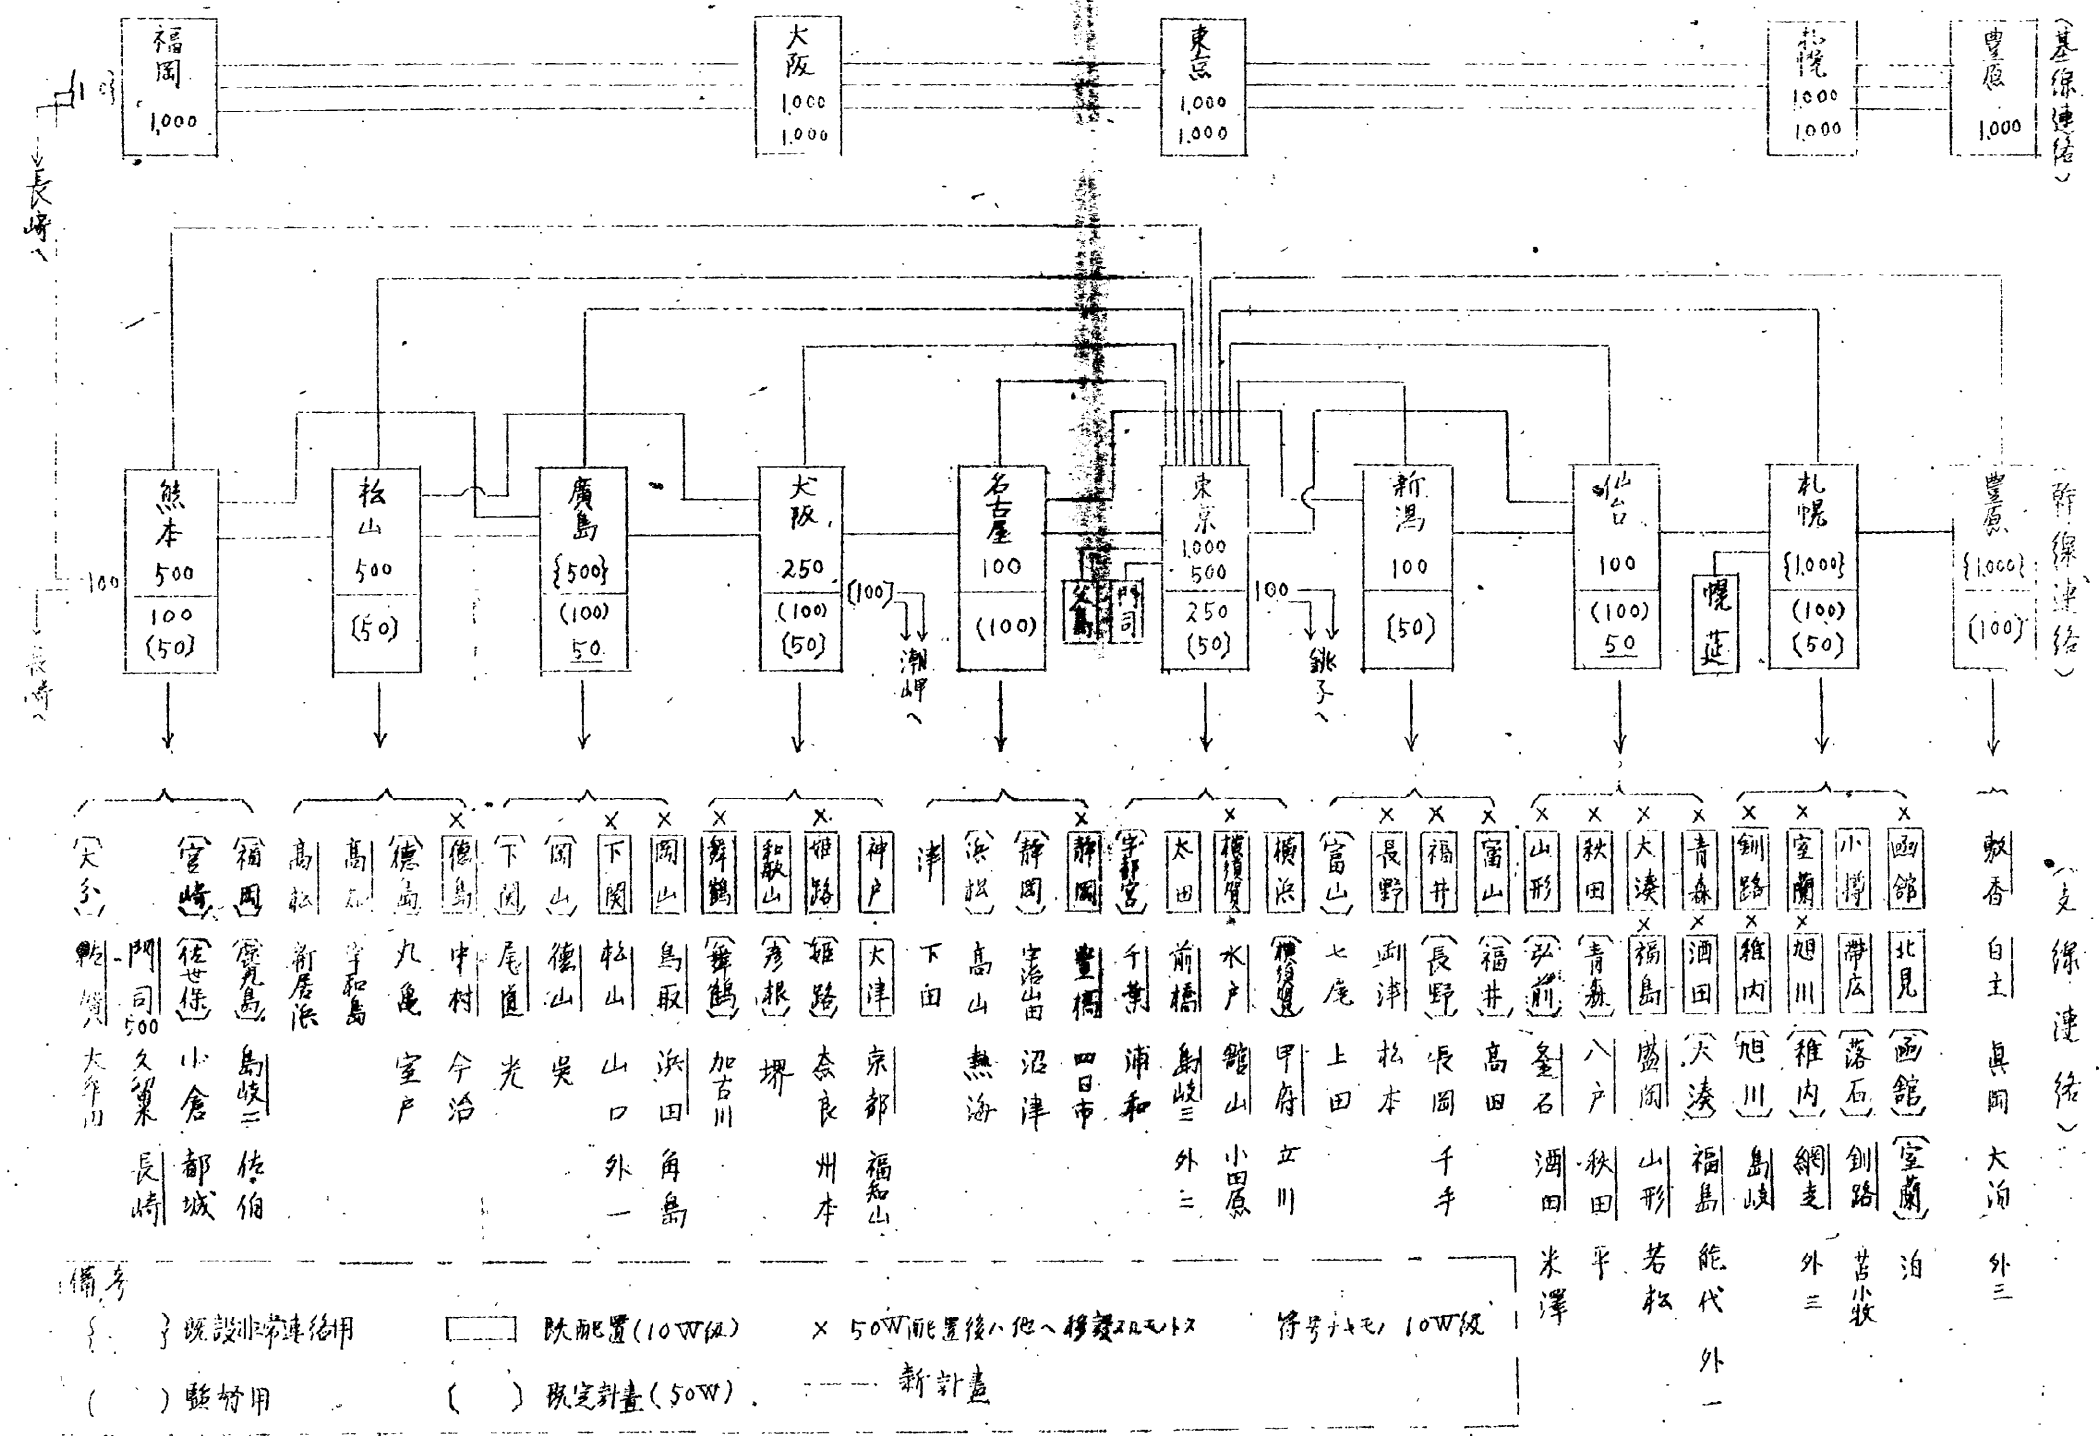 (基線連絡)
福岡
1,000
大阪
1,000
1,000
東京
1,000
1,000
札幌
1000
1,000
豊原
1,000
長崎へ
(幹線連絡)
熊本
500
100
(50)
100
長崎へ
松山
500
(50)
廣島
{500}
(100)
50
大阪
250
(100)
(50)
(100)
潮岬へ
名古屋
100
(100)
父島
門司
東京
1,000
500
250
(50)
100
銚子へ
新潟
100
(50)
仙台
100
(100)
50
幌莚
札幌
{1,000}
(100)
(50)
豊原
{1,000}
(100)
(支線連絡)
敷香 自主 眞岡 大泊 外三
×函館 北見 (函館) (室蘭) 泊
小樽 帯広 落石 釧路 苫小牧
×室蘭 ×旭川 (稚内) 網走 外三
×釧路 ×稚内 (旭川) 島岐
×青森 ×酒田 (大湊) 福島 能代 外一
×大湊 ×福島 盛岡 山形 若松
×秋田 (青森) 八戸 秋田 平
×山形 (弘前) 釜石 酒田 米澤
×富山 (福井) 高田
×福井 (長野) 長岡 千手
×長野 両津 松本
(富山) 七尾 上田
横浜 (横須賀) 甲府 立川
×横須賀 水戸 館山 小田原
太田 前橋 島岐三 外二
(宇都宮) 千葉 浦和
×静岡 豊橋 四日市
(静岡) 宇治山田 沼津
(浜松) 高山 熱海
津 下田
神戸 大津 京都 福知山
×姫路 (姫路) 奈良 州本
和歌山 (彦根) 堺
×舞鶴 (舞鶴) 加古川
×岡山 鳥取 浜田 角島
×下関 松山 山口 外一
(岡山) 徳山 呉
(下関) 尾道 光
×徳島 中村 今治
(徳島) 丸亀 室戸
高 宇和島
高松 新居浜
(福岡) (鹿児島) 島岐二 佐伯
(宮崎) (佐世保) 小倉 都城
門司 500 久留米 長崎
(大分) 大牟田
備考
{ } 既設非常連絡用
既配置(10W級)
× 50W配置後ハ他ヘ移設スルモノトス
符号ナキモノ 10W級
( ) 監督用
( ) 既定計畫(50W)
新計畫